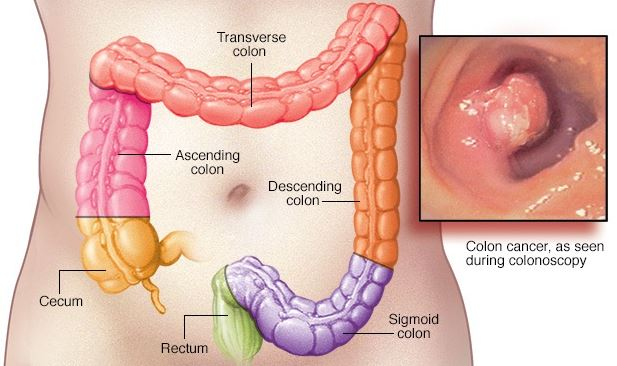 Transverse
colon
Ascending
colon
Descending
colon
Colon cancer, as seen
during colonoscopy
Cecum
Sigmoid
colon
Rectum